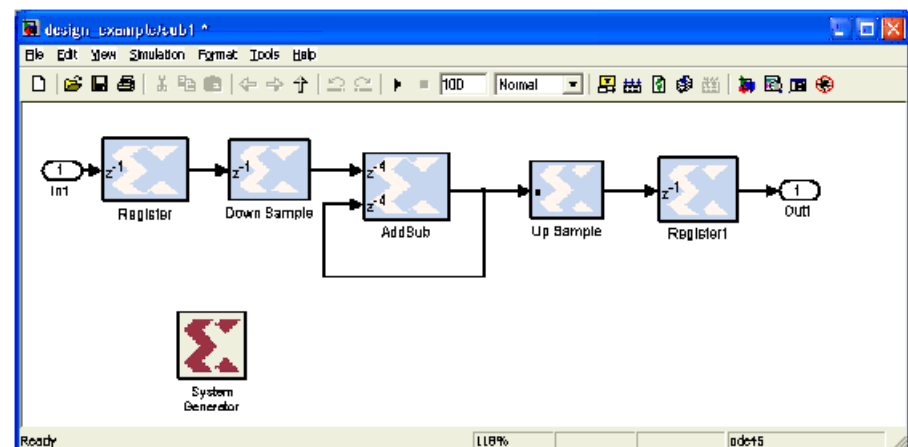 design_example/sub1 *
File Edit View Simulation Format Tools Help
100 Normal
1 z-1 z-1 z-4 z-1 1
In1 z-4 Out1
Register Down Sample AddSub Up Sample Register1
System
Generator
Ready 118% ode45